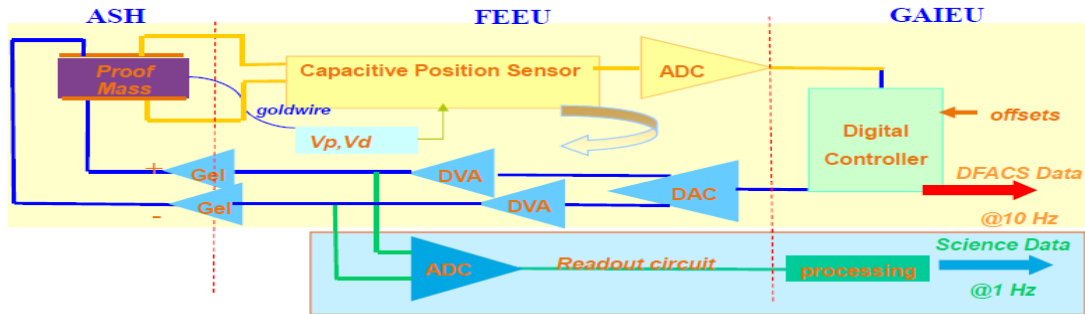 ASH
FEEU
GAIEU
Proof
Mass
Capacitive Position Sensor
ADC
goldwire
Vp,Vd
Digital
Controller
offsets
DFACS Data
@10 Hz
+
Gel
DVA
DAC
-
Gel
DVA
ADC
Readout circuit
processing
Science Data
@1 Hz